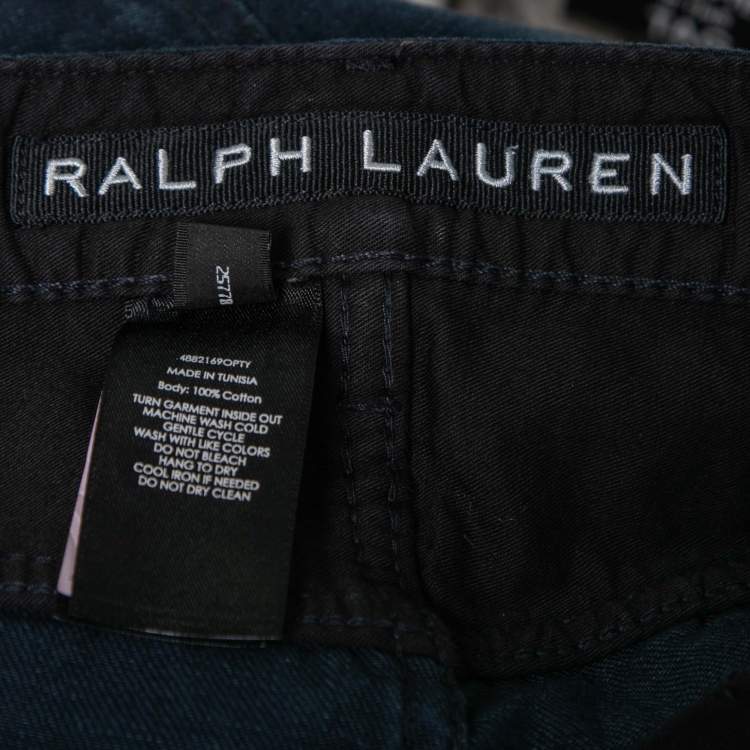 RALPH LAUREN
25778
4882169OPTY
MADE IN TUNISIA
Body: 100% Cotton
TURN GARMENT INSIDE OUT
MACHINE WASH COLD
GENTLE CYCLE
WASH WITH LIKE COLORS
DO NOT BLEACH
HANG TO DRY
COOL IRON IF NEEDED
DO NOT DRY CLEAN